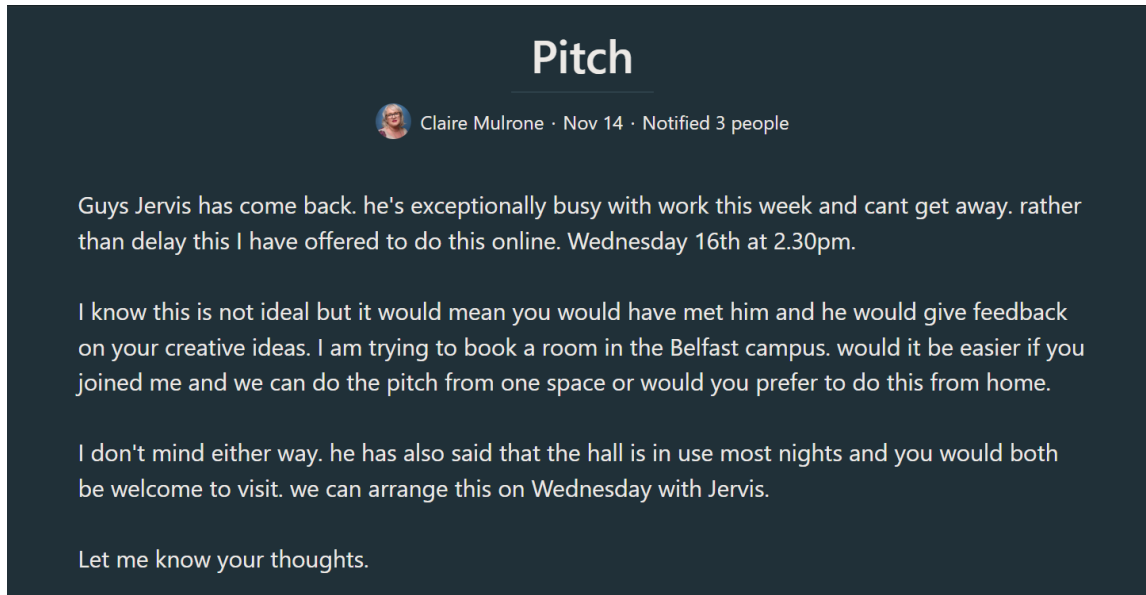 Pitch
Claire Mulrone · Nov 14 · Notified 3 people
Guys Jervis has come back. he's exceptionally busy with work this week and cant get away. rather
than delay this I have offered to do this online. Wednesday 16th at 2.30pm.
I know this is not ideal but it would mean you would have met him and he would give feedback
on your creative ideas. I am trying to book a room in the Belfast campus. would it be easier if you
joined me and we can do the pitch from one space or would you prefer to do this from home.
I don't mind either way. he has also said that the hall is in use most nights and you would both
be welcome to visit. we can arrange this on Wednesday with Jervis.
Let me know your thoughts.